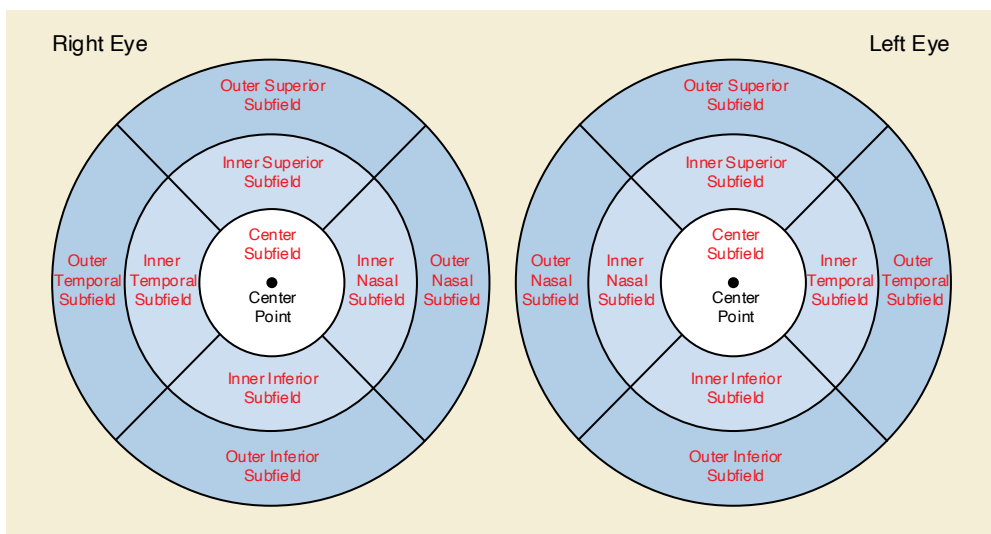 Right Eye
Outer Superior
Subfield
Inner Superior
Subfield
Center
Subfield
Center
Point
Outer
Temporal
Subfield
Inner
Temporal
Subfield
Inner
Nasal
Subfield
Outer
Nasal
Subfield
Inner Inferior
Subfield
Outer Inferior
Subfield
Left Eye
Outer Superior
Subfield
Inner Superior
Subfield
Center
Subfield
Center
Point
Outer
Nasal
Subfield
Inner
Nasal
Subfield
Inner
Temporal
Subfield
Outer
Temporal
Subfield
Inner Inferior
Subfield
Outer Inferior
Subfield